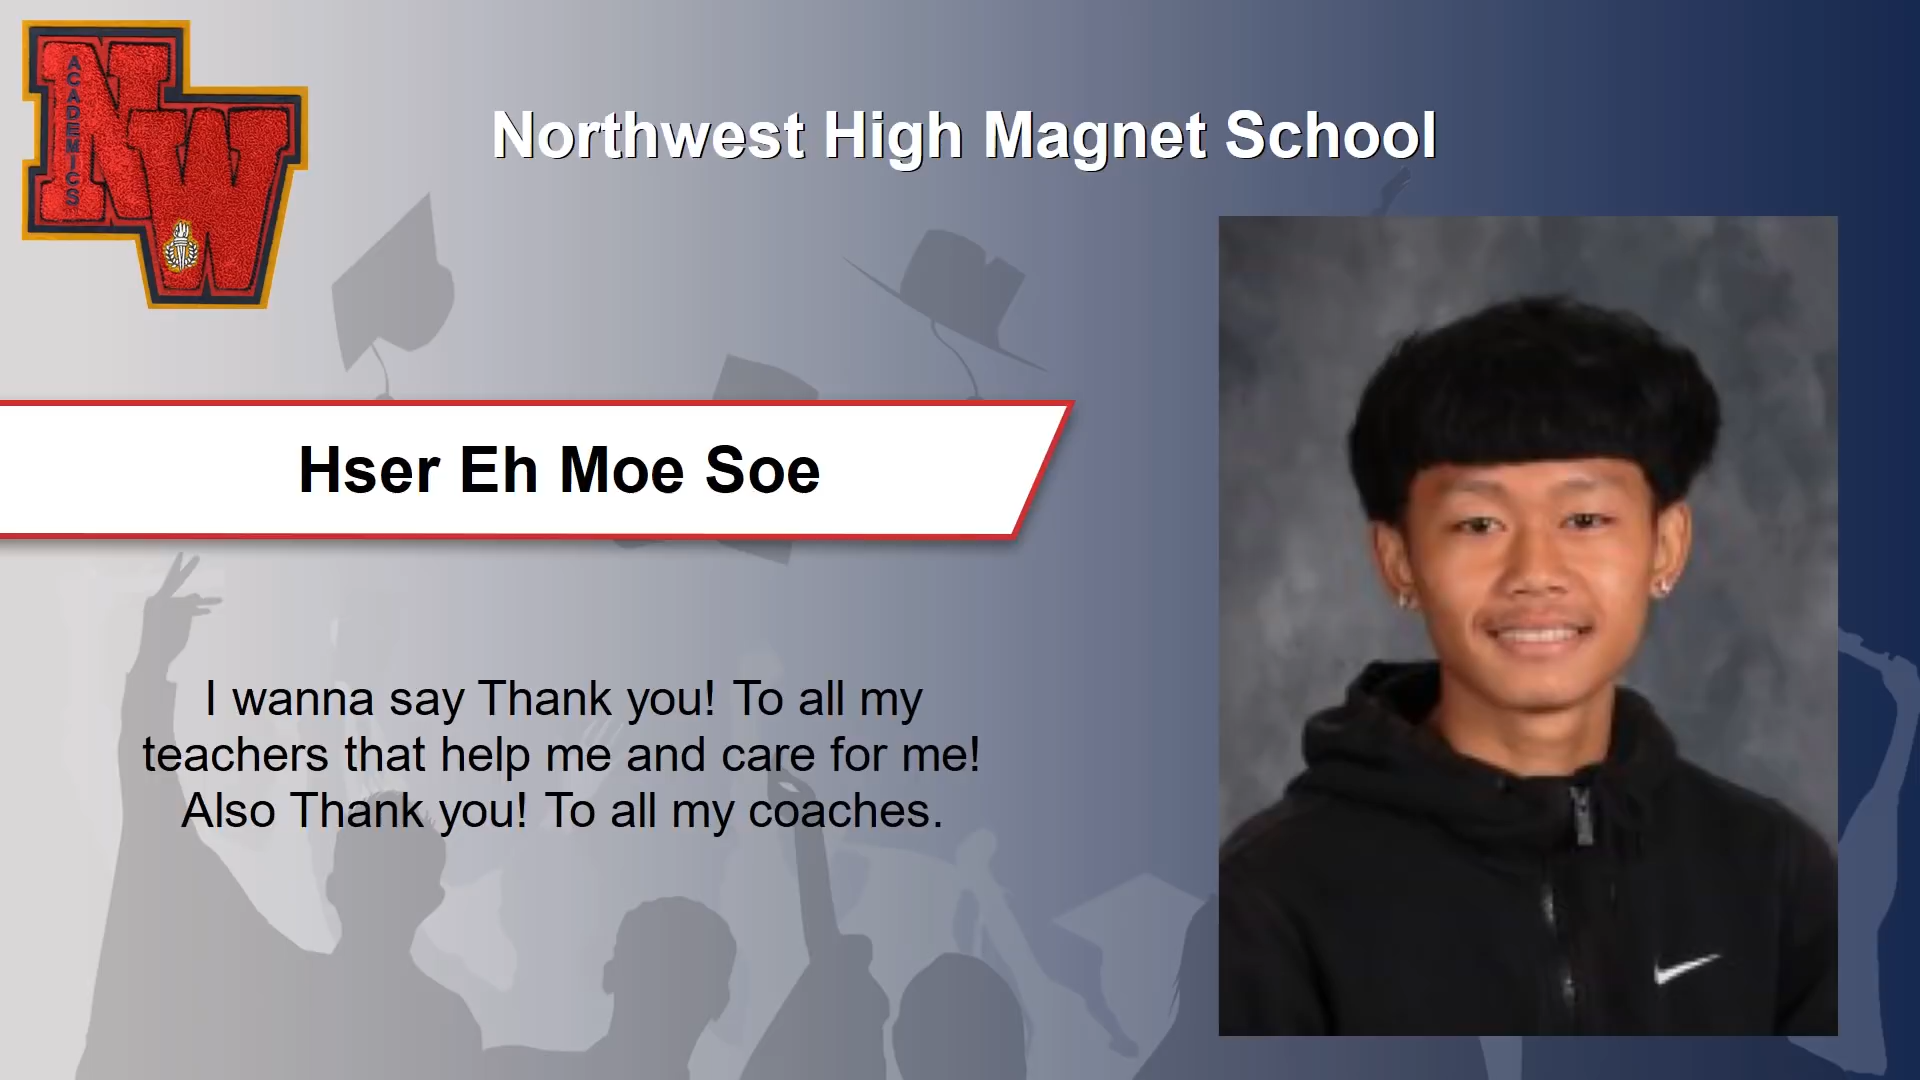 ACADEMICS
NW
Northwest High Magnet School
Hser Eh Moe Soe
I wanna say Thank you! To all my
teachers that help me and care for me!
Also Thank you! To all my coaches.